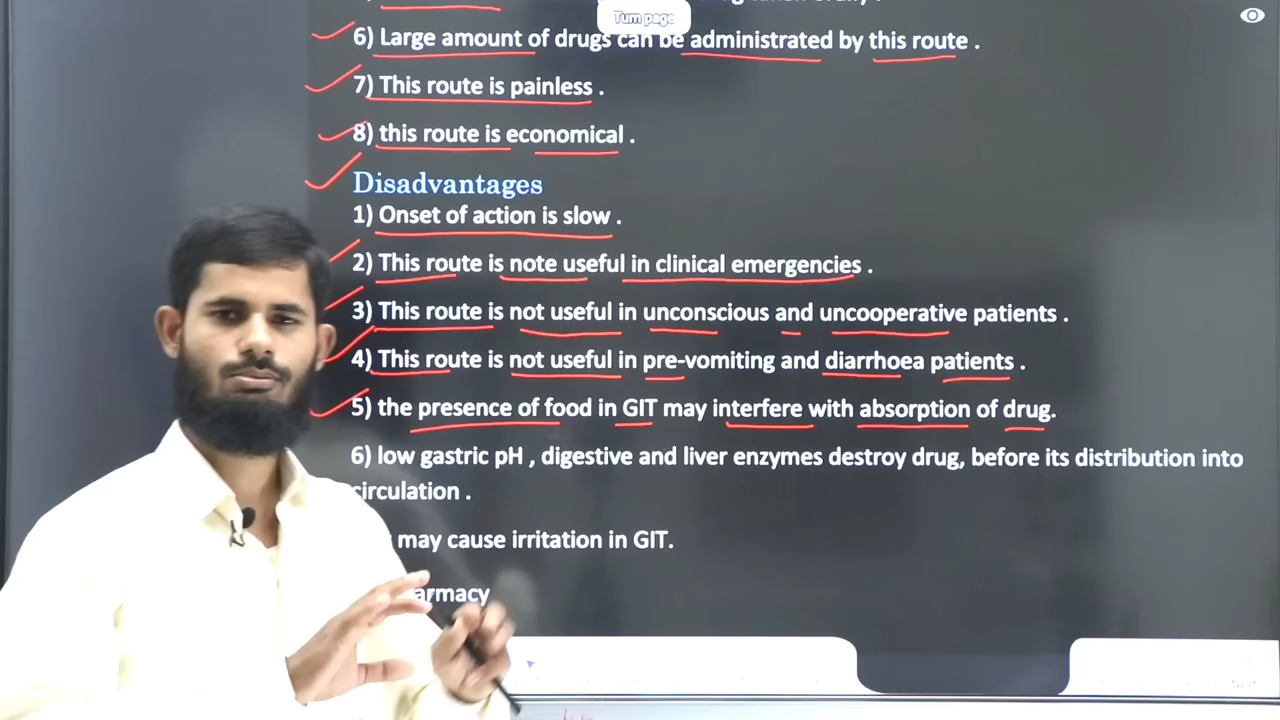 Turn page
6) Large amount of drugs can be administrated by this route .
7) This route is painless .
8) this route is economical .
Disadvantages
1) Onset of action is slow .
2) This route is note useful in clinical emergencies .
3) This route is not useful in unconscious and uncooperative patients .
4) This route is not useful in pre-vomiting and diarrhoea patients .
5) the presence of food in GIT may interfere with absorption of drug.
6) low gastric pH , digestive and liver enzymes destroy drug, before its distribution into
circulation .
may cause irritation in GIT.